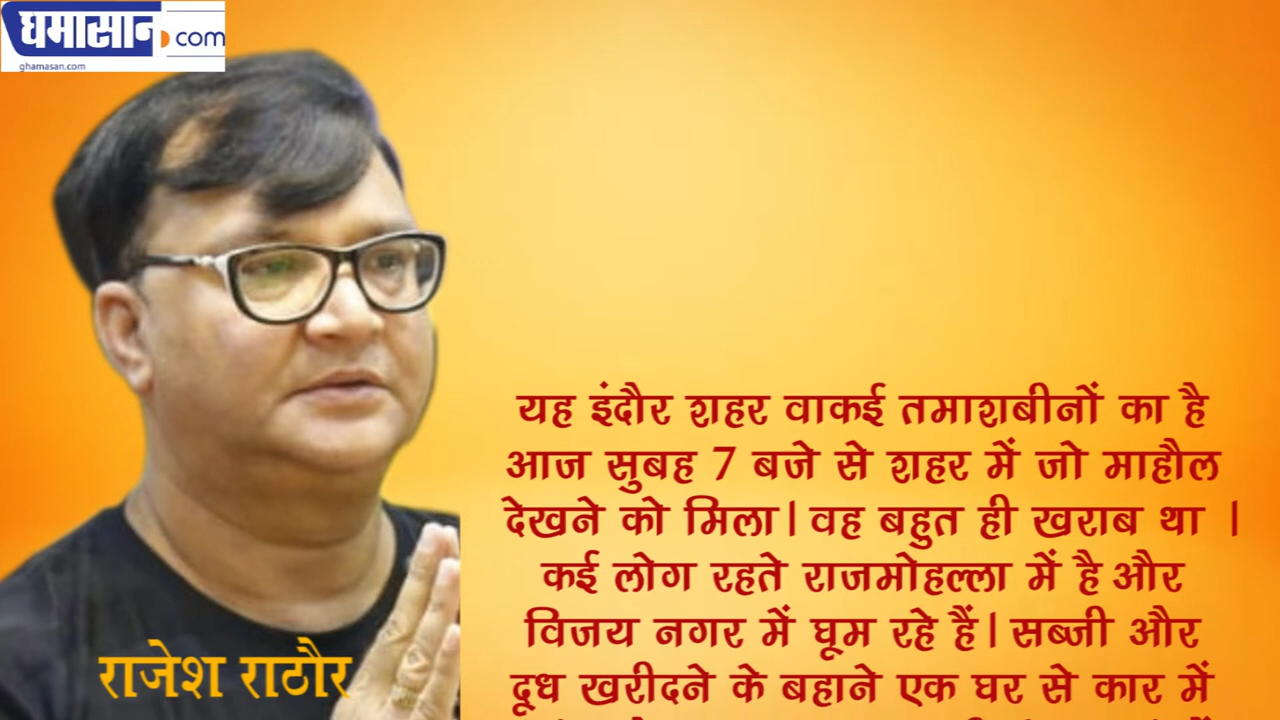 घमासान.com
ghamasan.com
यह इंदौर शहर वाकई तमाशबीनों का है
आज सुबह 7 बजे से शहर में जो माहौल
देखने को मिला। वह बहुत ही खराब था ।
कई लोग रहते राजमोहल्ला में है और
विजय नगर में घूम रहे हैं। सब्जी और
दूध खरीदने के बहाने एक घर से कार में
राजेश राठौर